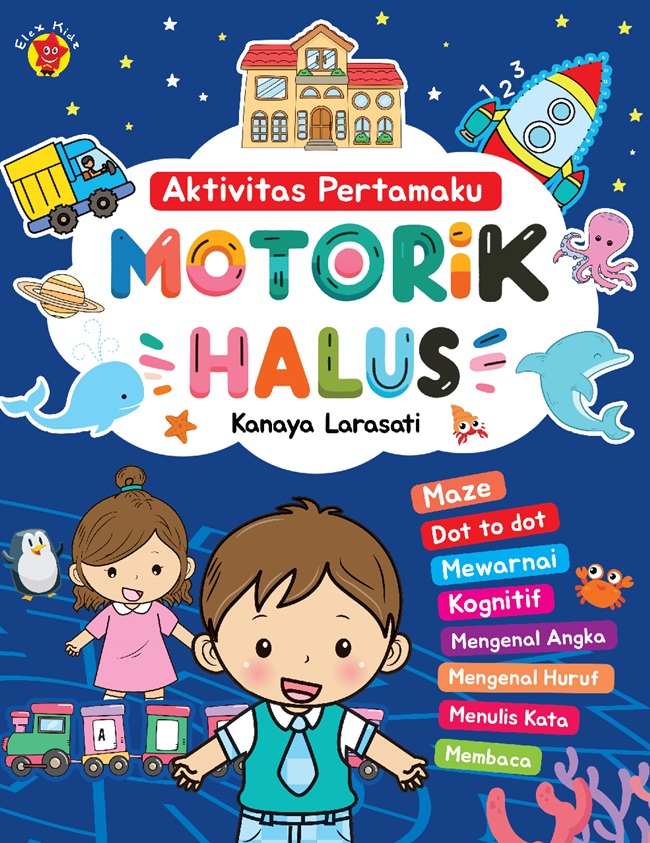 Elex Kidz
123
Aktivitas Pertamaku
MOTORiK
HALUS
Kanaya Larasati
Maze
Dot to dot
Mewarnai
Kognitif
Mengenal Angka
Mengenal Huruf
Menulis Kata
Membaca
A